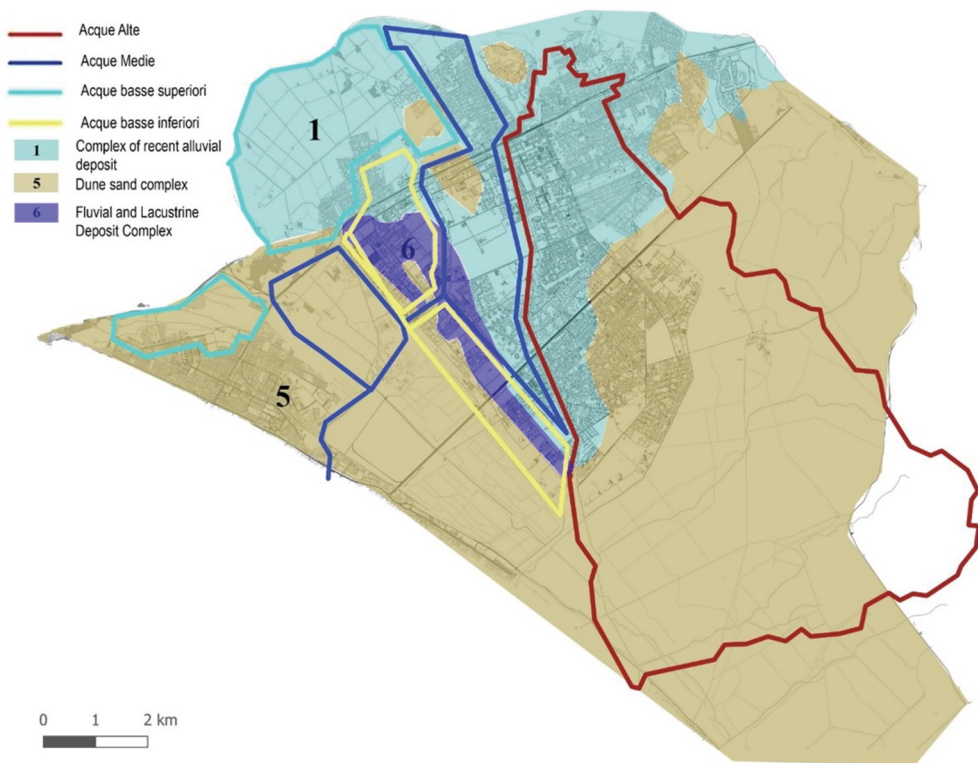 Acque Alte
Acque Medie
Acque basse superiori
Acque basse inferiori
1 Complex of recent alluvial
deposit
5 Dune sand complex
6 Fluvial and Lacustrine
Deposit Complex
1
6
5
0 1 2 km